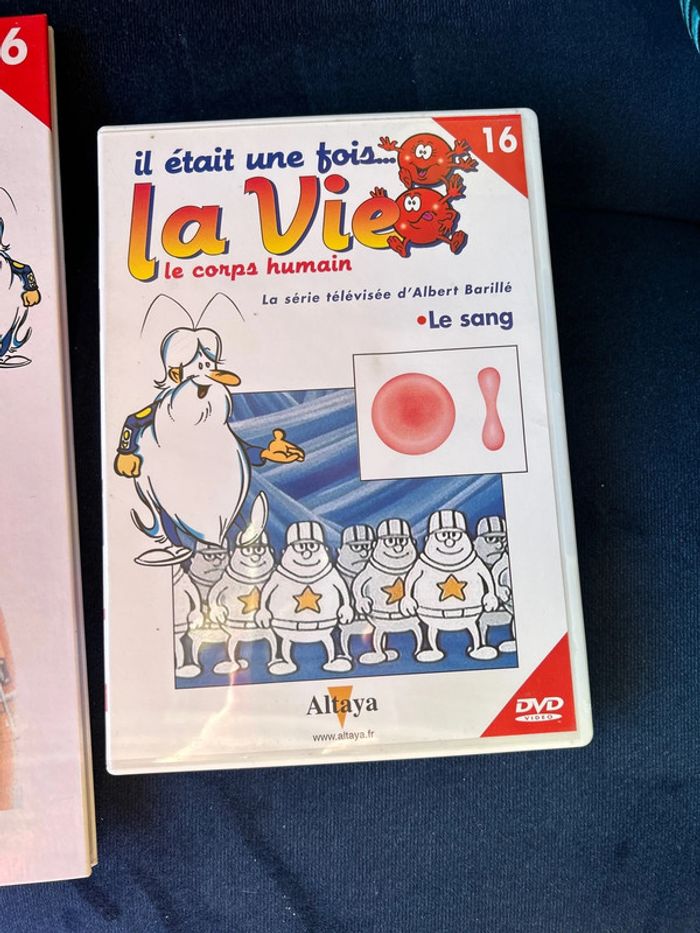 6
16
il était une fois...
la Vie
le corps humain
La série télévisée d'Albert Barillé
•Le sang
Altaya
www.altaya.fr
DVD
VIDEO